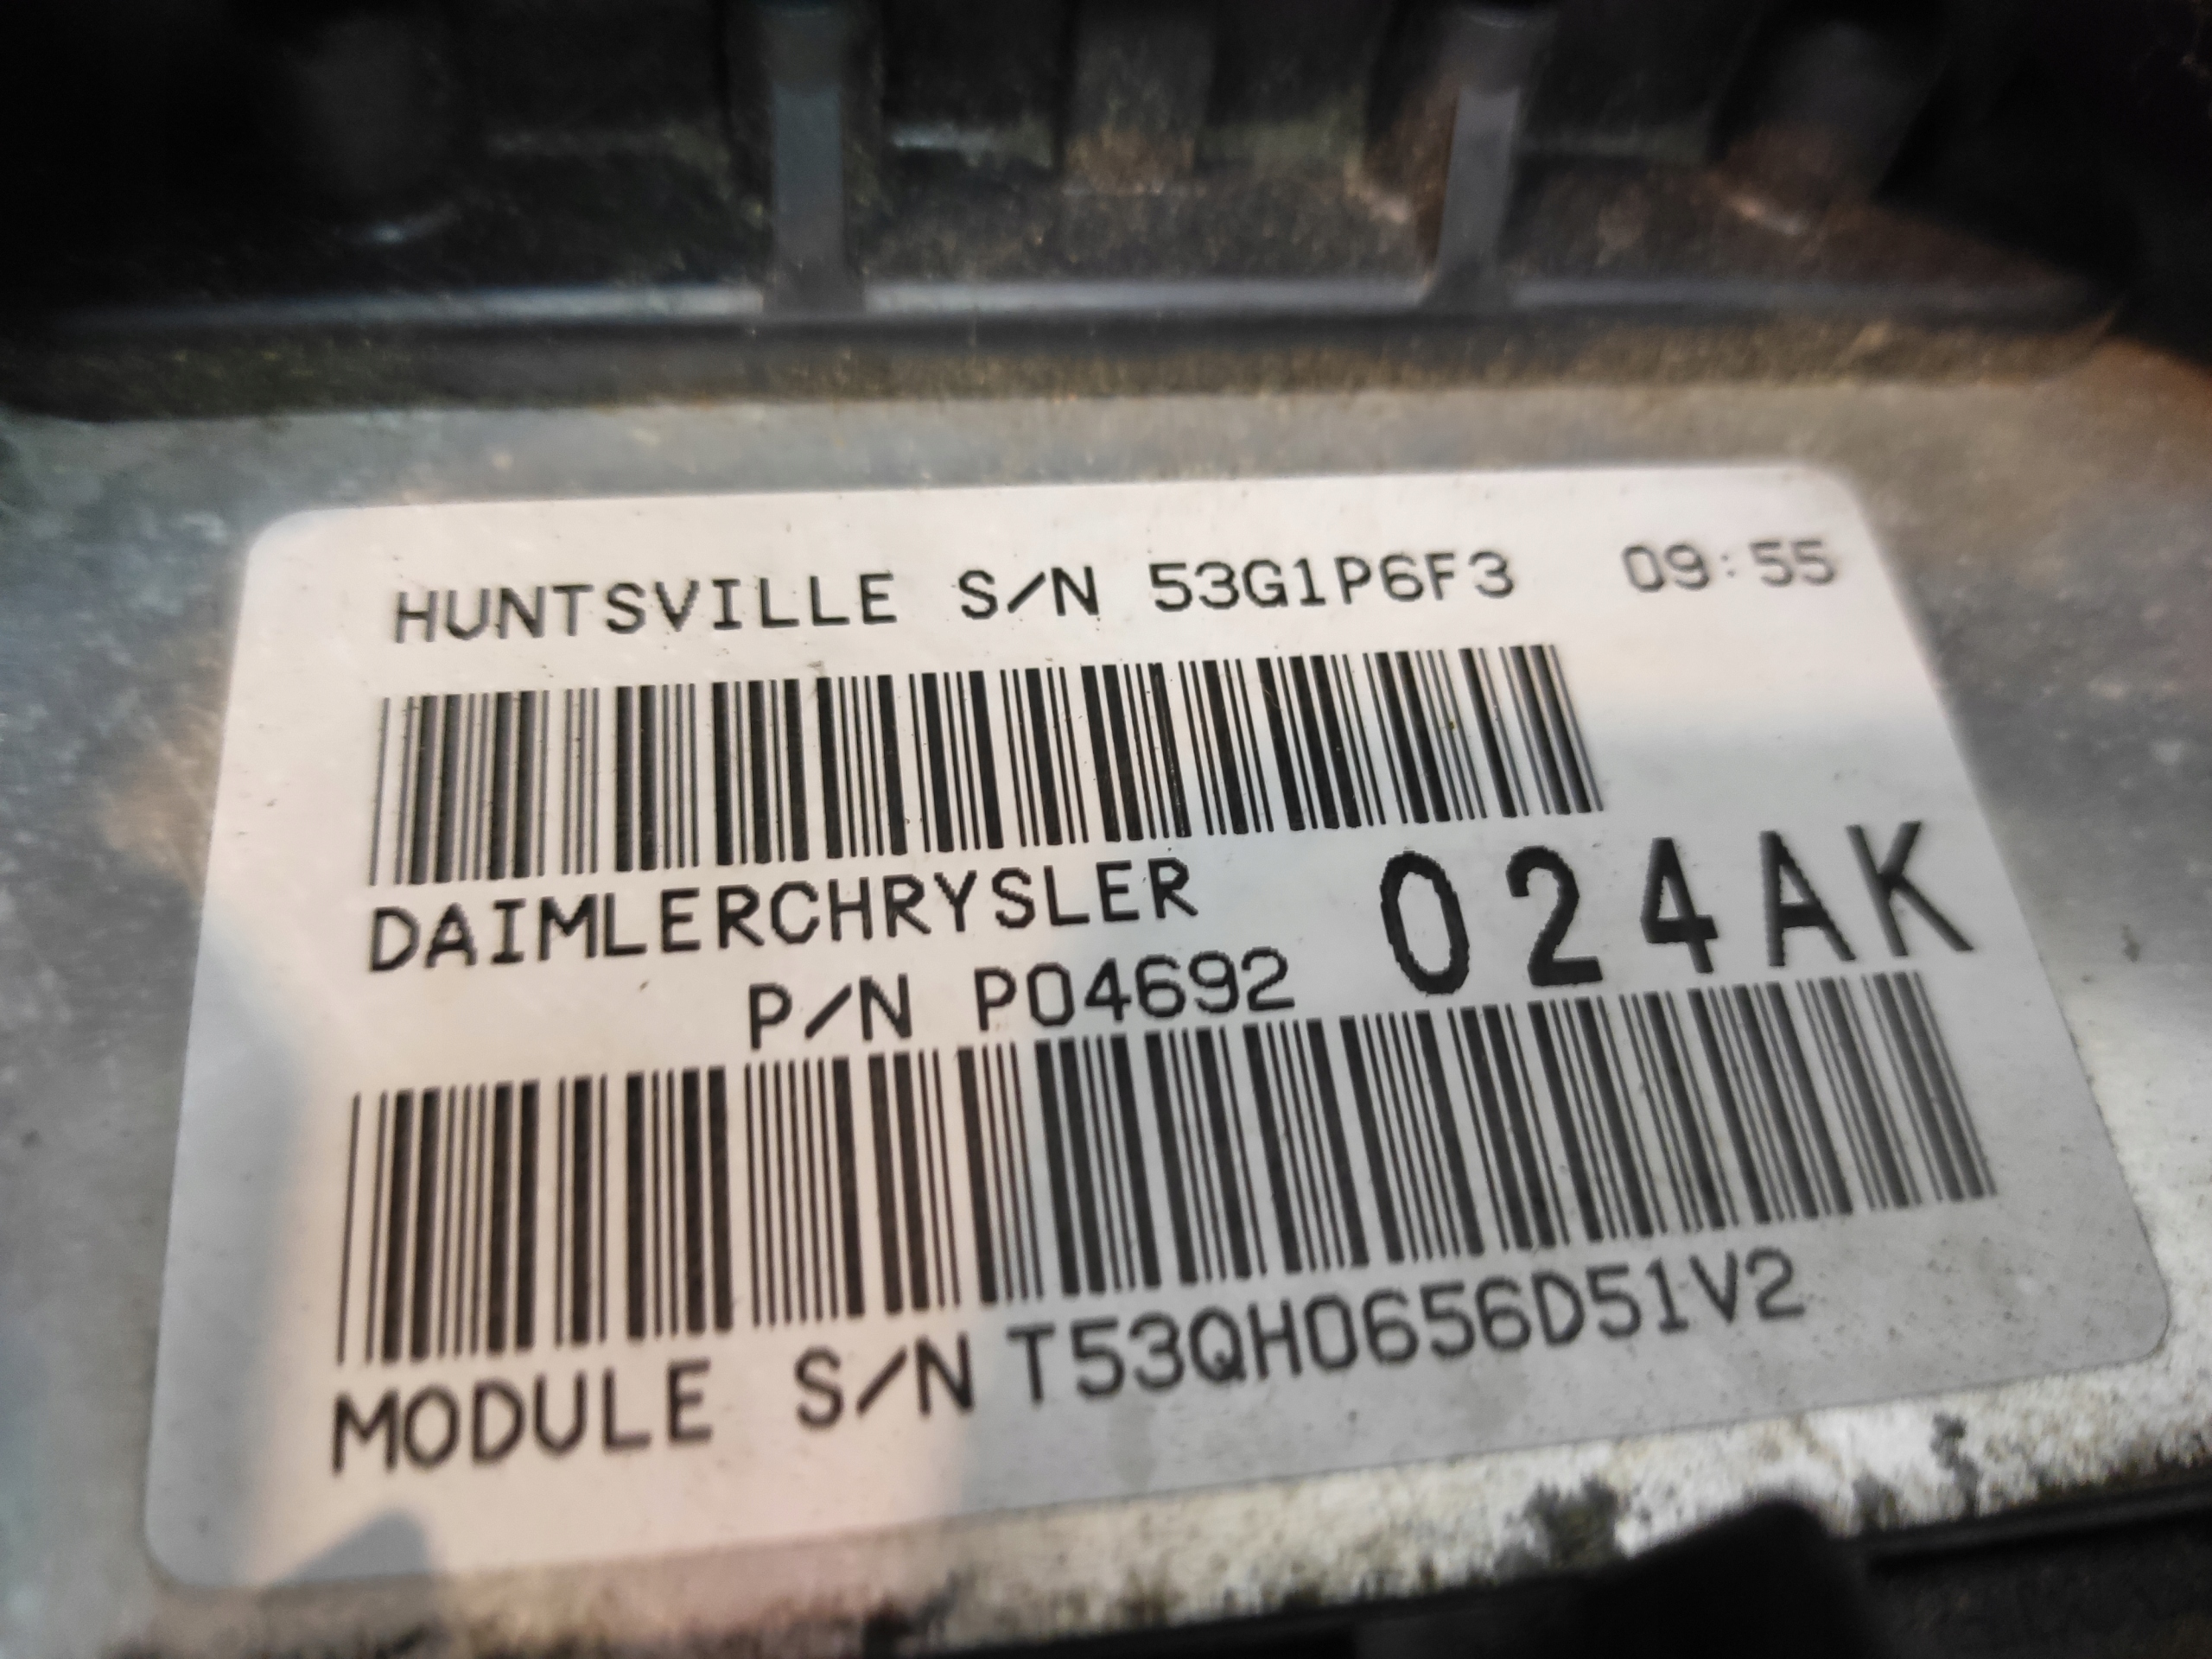 HUNTSVILLE S/N 53G1P6F3 09:55
DAIMLERCHRYSLER
P/N P04692 024AK
MODULE S/N T53QH0656D51V2